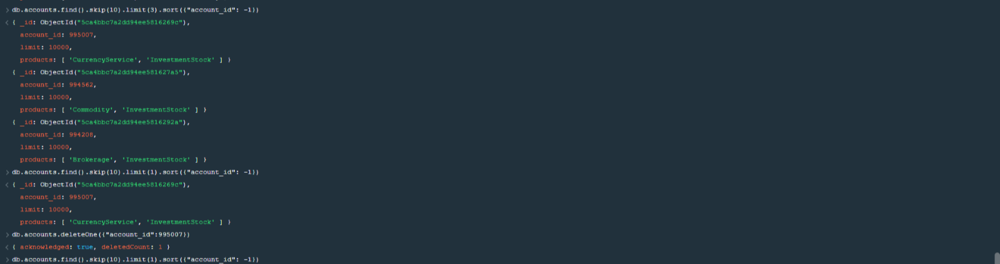 > db.accounts.find().skip(10).limit(3).sort({"account_id": -1})
< { _id: ObjectId("5ca4bbc7a2dd94ee5816269c"),
account_id: 995007,
limit: 10000,
products: [ 'CurrencyService', 'InvestmentStock' ] }
{ _id: ObjectId("5ca4bbc7a2dd94ee581627a5"),
account_id: 994562,
limit: 10000,
products: [ 'Commodity', 'InvestmentStock' ] }
{ _id: ObjectId("5ca4bbc7a2dd94ee5816292a"),
account_id: 994208,
limit: 10000,
products: [ 'Brokerage', 'InvestmentStock' ] }
> db.accounts.find().skip(10).limit(1).sort({"account_id": -1})
< { _id: ObjectId("5ca4bbc7a2dd94ee5816269c"),
account_id: 995007,
limit: 10000,
products: [ 'CurrencyService', 'InvestmentStock' ] }
> db.accounts.deleteOne({"account_id":995007})
< { acknowledged: true, deletedCount: 1 }
> db.accounts.find().skip(10).limit(1).sort({"account_id": -1})